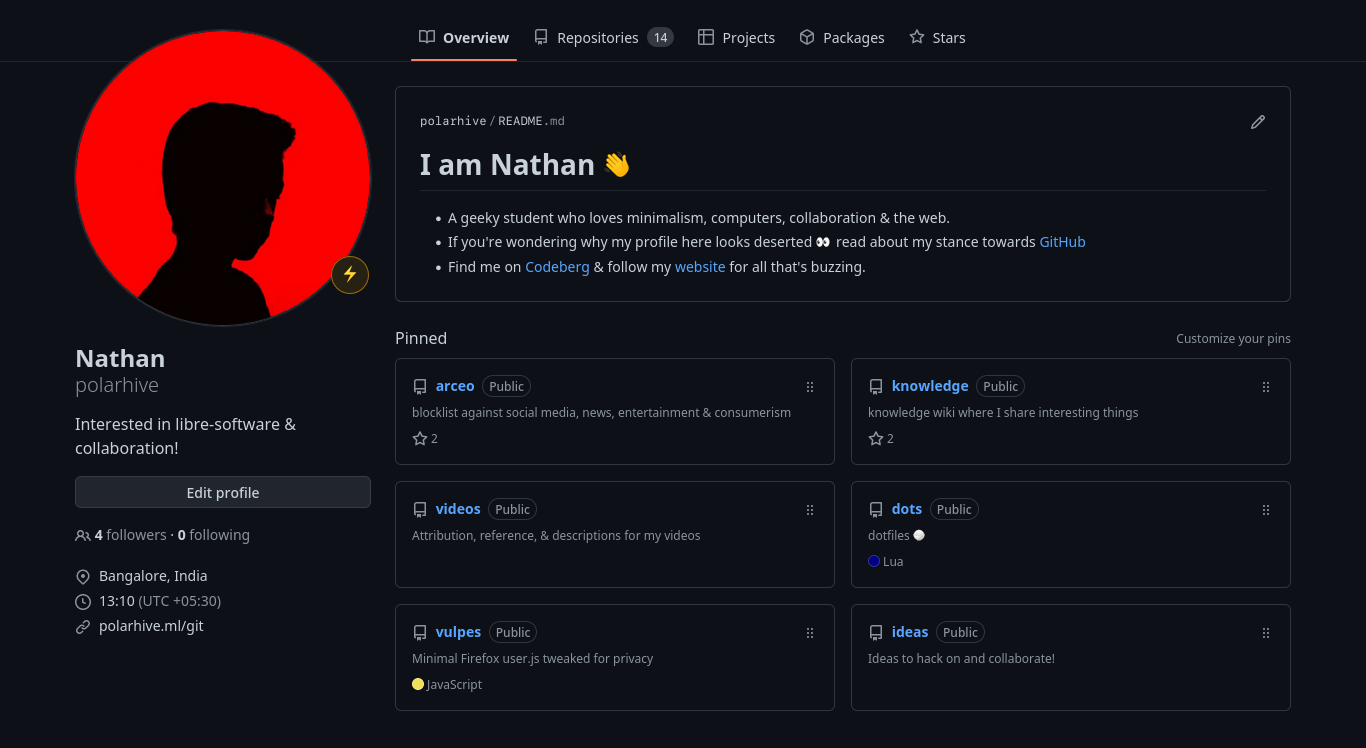 Overview Repositories 14 Projects Packages Stars
polarhive/README.md
I am Nathan 👋
A geeky student who loves minimalism, computers, collaboration & the web.
If you're wondering why my profile here looks deserted 👀 read about my stance towards GitHub
Find me on Codeberg & follow my website for all that's buzzing.
Nathan
polarhive
Interested in libre-software &
collaboration!
Edit profile
4 followers · 0 following
Bangalore, India
13:10 (UTC +05:30)
polarhive.ml/git
Pinned
Customize your pins
arceo Public
blocklist against social media, news, entertainment & consumerism
2
knowledge Public
knowledge wiki where I share interesting things
2
videos Public
Attribution, reference, & descriptions for my videos
dots Public
dotfiles
Lua
vulpes Public
Minimal Firefox user.js tweaked for privacy
JavaScript
ideas Public
Ideas to hack on and collaborate!